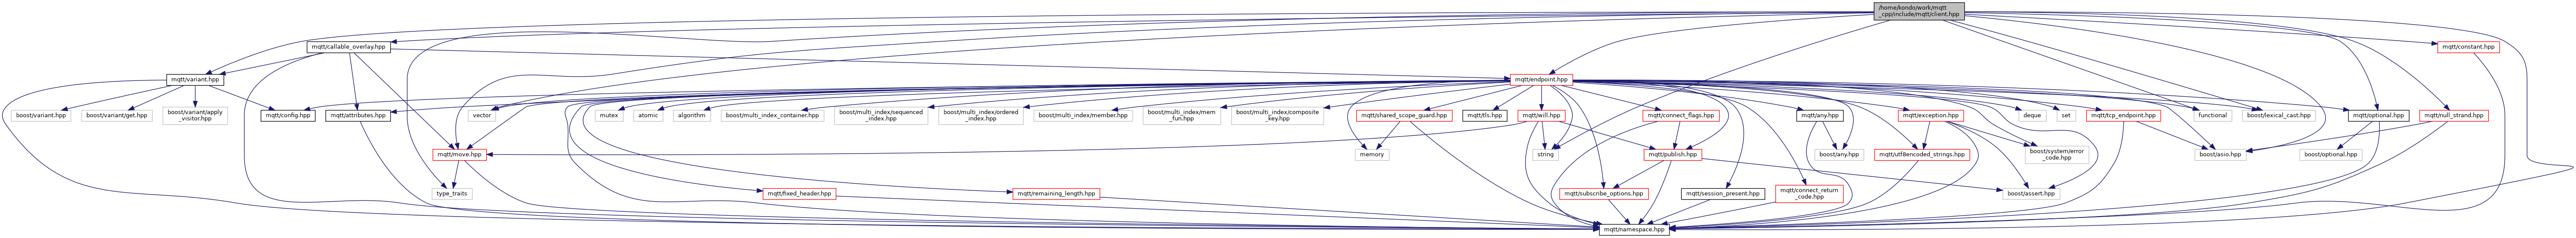 /home/kondo/work/mqtt
_cpp/include/mqtt/client.hpp
mqtt/callable_overlay.hpp
mqtt/constant.hpp
mqtt/variant.hpp
mqtt/endpoint.hpp
boost/variant.hpp
boost/variant/get.hpp
boost/variant/apply
_visitor.hpp
mqtt/config.hpp
mqtt/attributes.hpp
vector
mutex
atomic
algorithm
boost/multi_index_container.hpp
boost/multi_index/sequenced
_index.hpp
boost/multi_index/ordered
_index.hpp
boost/multi_index/member.hpp
boost/multi_index/mem
_fun.hpp
boost/multi_index/composite
_key.hpp
mqtt/shared_scope_guard.hpp
mqtt/tls.hpp
mqtt/will.hpp
mqtt/connect_flags.hpp
mqtt/any.hpp
mqtt/exception.hpp
deque
set
mqtt/tcp_endpoint.hpp
functional
boost/lexical_cast.hpp
mqtt/optional.hpp
mqtt/null_strand.hpp
mqtt/move.hpp
memory
string
mqtt/publish.hpp
boost/any.hpp
mqtt/utf8encoded_strings.hpp
boost/system/error
_code.hpp
boost/asio.hpp
boost/optional.hpp
type_traits
mqtt/fixed_header.hpp
mqtt/remaining_length.hpp
mqtt/subscribe_options.hpp
mqtt/session_present.hpp
mqtt/connect_return
_code.hpp
boost/assert.hpp
mqtt/namespace.hpp